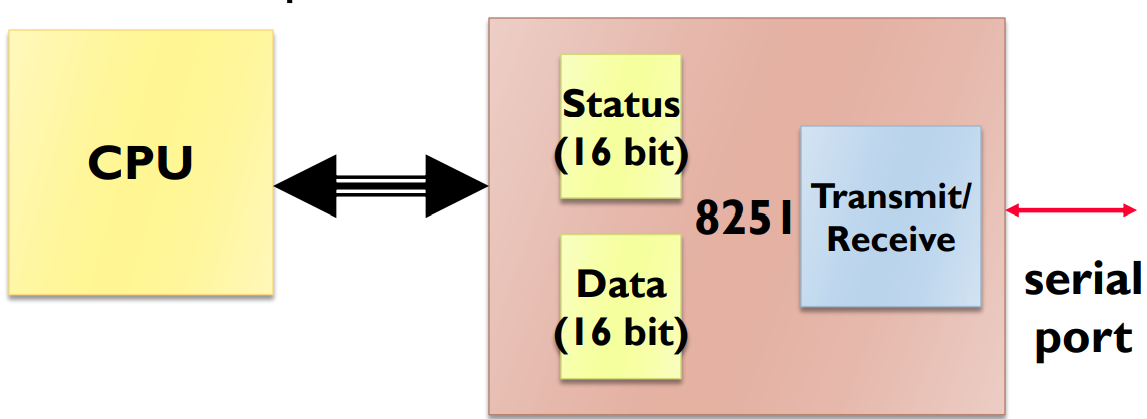 CPU
Status
(16 bit)
8251
Data
(16 bit)
Transmit/
Receive
serial
port